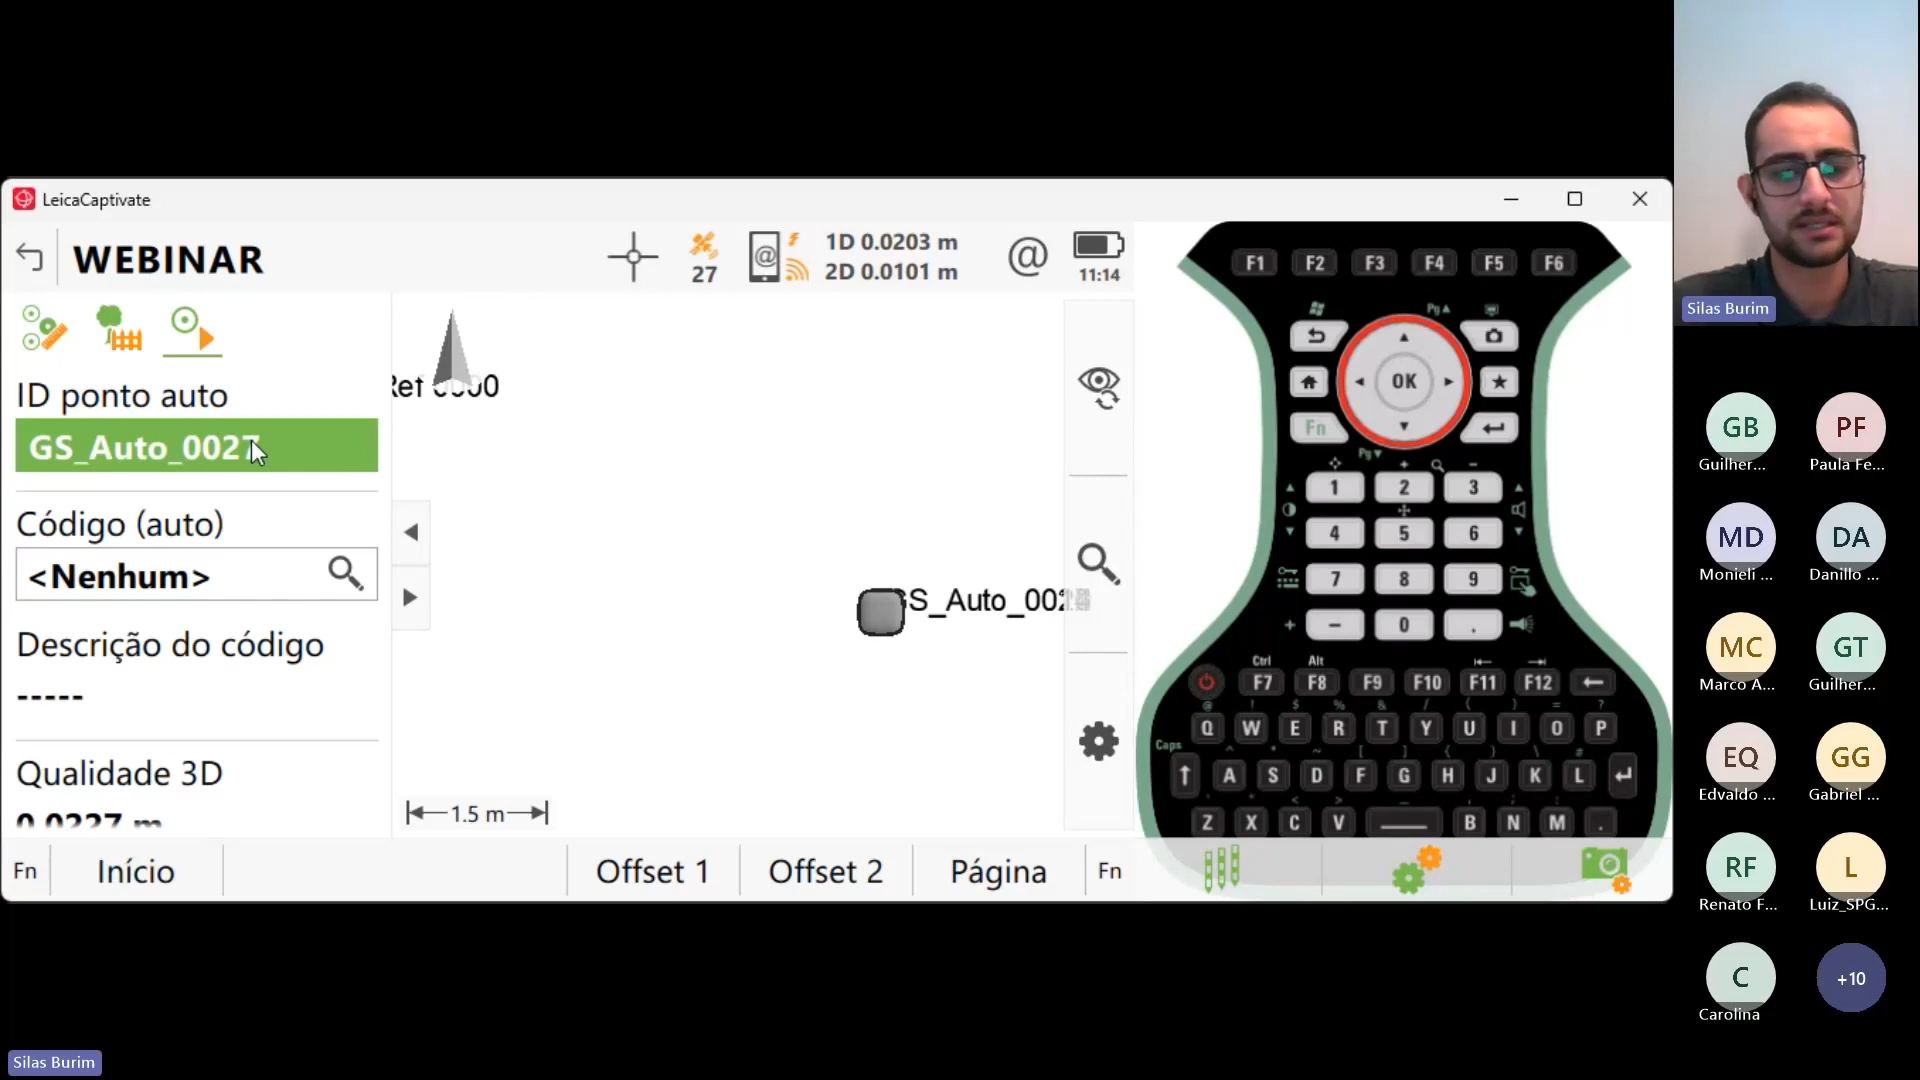 LeicaCaptivate
WEBINAR
27
1D 0.0203 m
2D 0.0101 m
@
11:14
ID ponto auto
GS_Auto_0027
Código (auto)
<Nenhum>
Descrição do código
-----
Qualidade 3D
0.0227 m
1.5 m
Fn
Início
Offset 1
Offset 2
Página
Fn
F1 F2 F3 F4 F5 F6
Pg
OK
Fn
Pg
1 2 3
4 5 6
7 8 9
+ - 0 .
Ctrl Alt
F7 F8 F9 F10 F11 F12
Q W E R T Y U I O P
Caps
A S D F G H J K L
Z X C V B N M .
Silas Burim
GB
PF
Guilher...
Paula Fe...
MD
DA
Monieli ...
Danillo ...
MC
GT
Marco A...
Guilher...
EQ
GG
Edvaldo ...
Gabriel ...
RF
L
Renato F...
Luiz_SPG...
C
+10
Carolina
Silas Burim